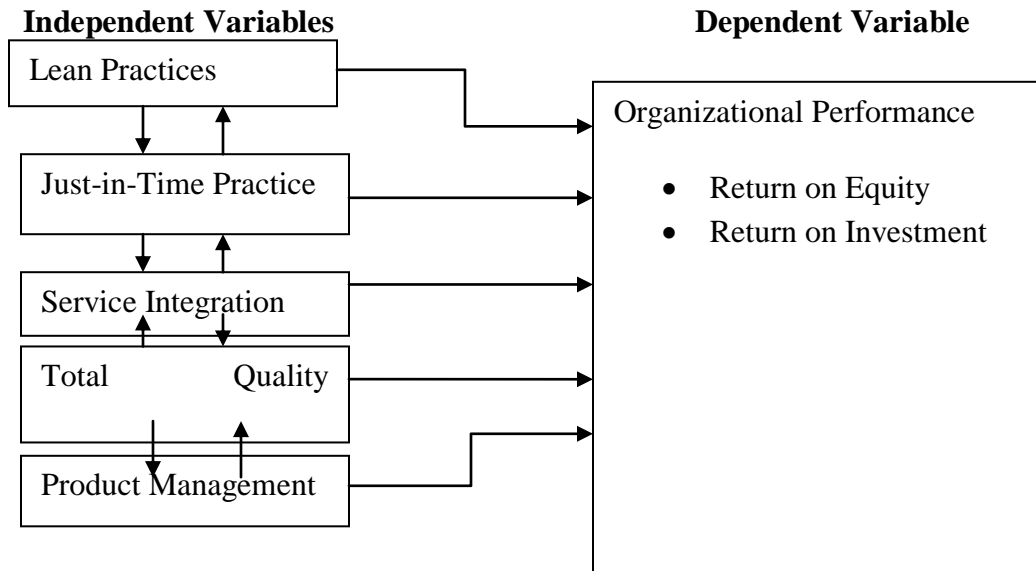 Independent Variables
Dependent Variable
Lean Practices
Just-in-Time Practice
Service Integration
Total Quality
Product Management
Organizational Performance
• Return on Equity
• Return on Investment